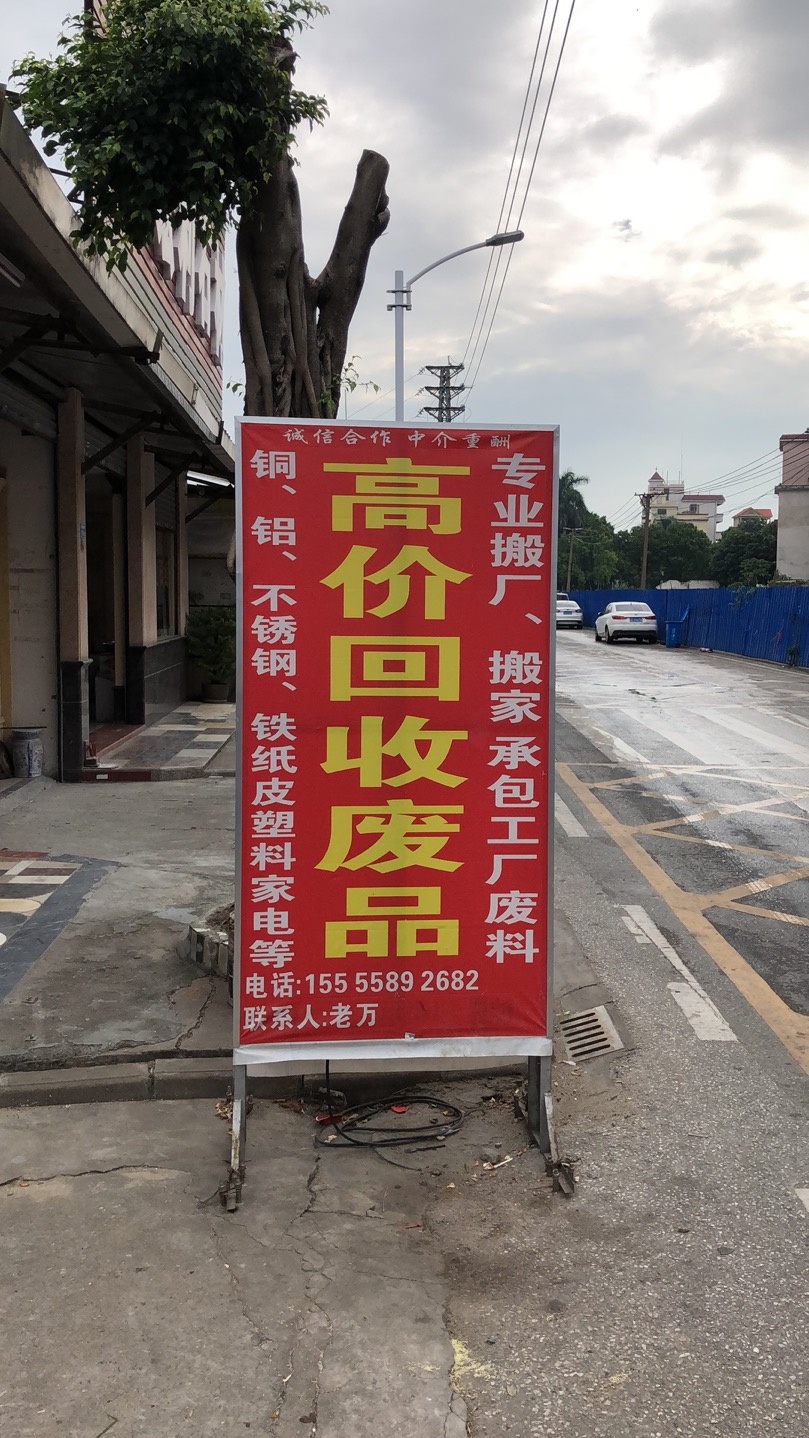 诚信合作 中介重酬
专业搬厂、搬家承包工厂废料
高价回收废品
铜、铝、不锈钢、铁纸皮塑料家电等
电话:155 5589 2682
联系人:老万